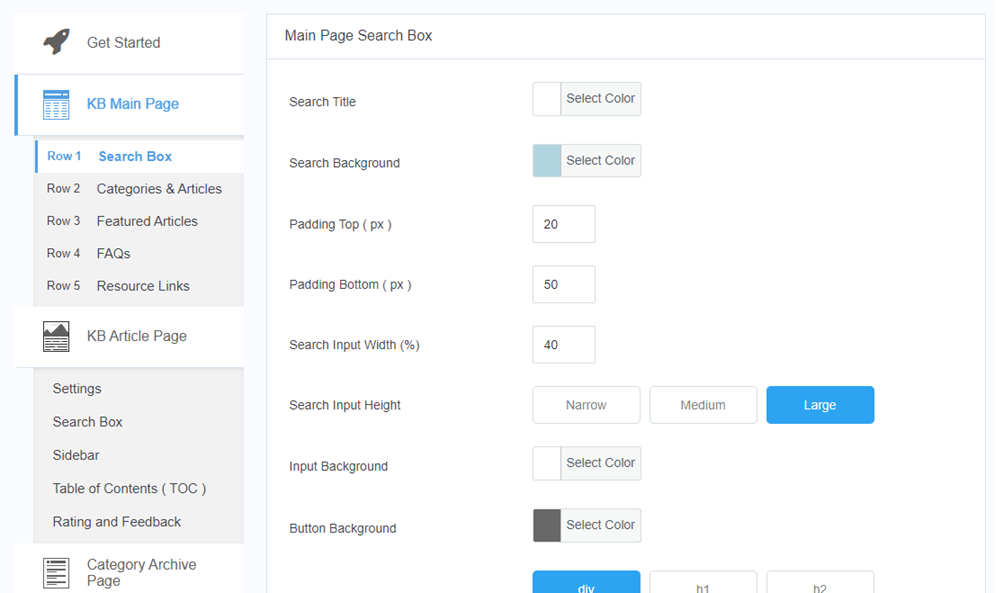 Get Started
KB Main Page
Row 1 Search Box
Row 2 Categories & Articles
Row 3 Featured Articles
Row 4 FAQs
Row 5 Resource Links
KB Article Page
Settings
Search Box
Sidebar
Table of Contents ( TOC )
Rating and Feedback
Category Archive
Page
Main Page Search Box
Search Title Select Color
Search Background Select Color
Padding Top ( px ) 20
Padding Bottom ( px ) 50
Search Input Width (%) 40
Search Input Height Narrow Medium Large
Input Background Select Color
Button Background Select Color
div h1 h2